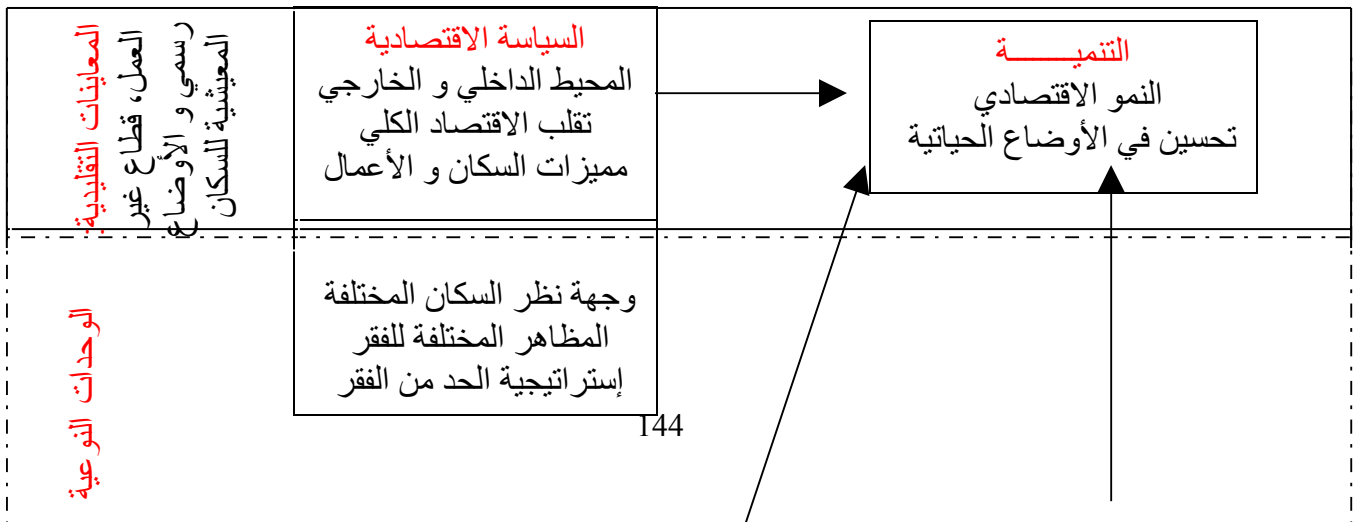 المعاينات التقليدية:
العمل، قطاع غير
رسمي و الأوضاع
المعيشية للسكان
السياسة الاقتصادية
المحيط الداخلي و الخارجي
تقلب الاقتصاد الكلي
مميزات السكان و الأعمال
التنميـــــــــة
النمو الاقتصادي
تحسين في الأوضاع الحياتية
الوحدات النوعية
وجهة نظر السكان المختلفة
المظاهر المختلفة للفقر
إستراتيجية الحد من الفقر
144